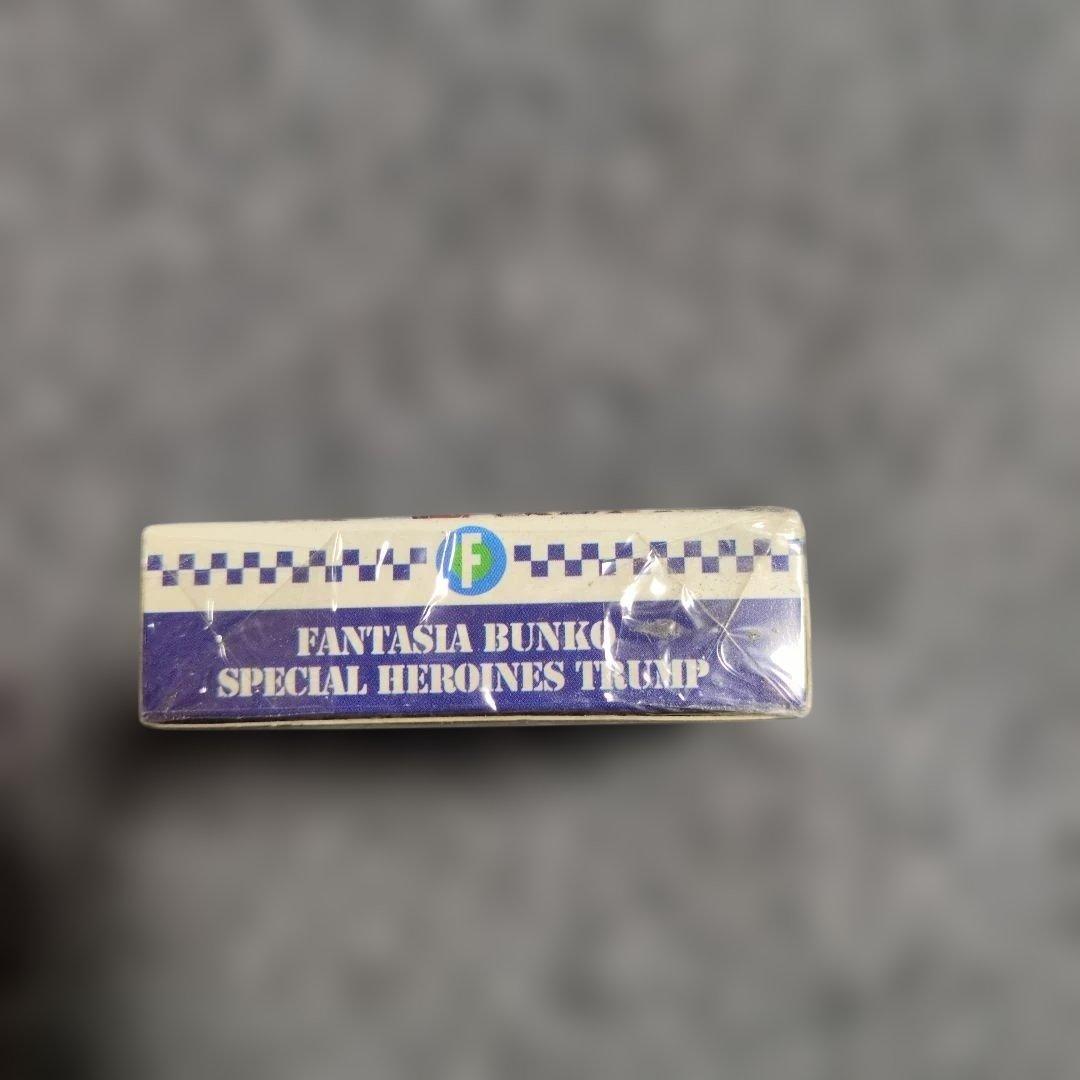 F
FANTASIA BUNKO
SPECIAL HEROINES TRUMP